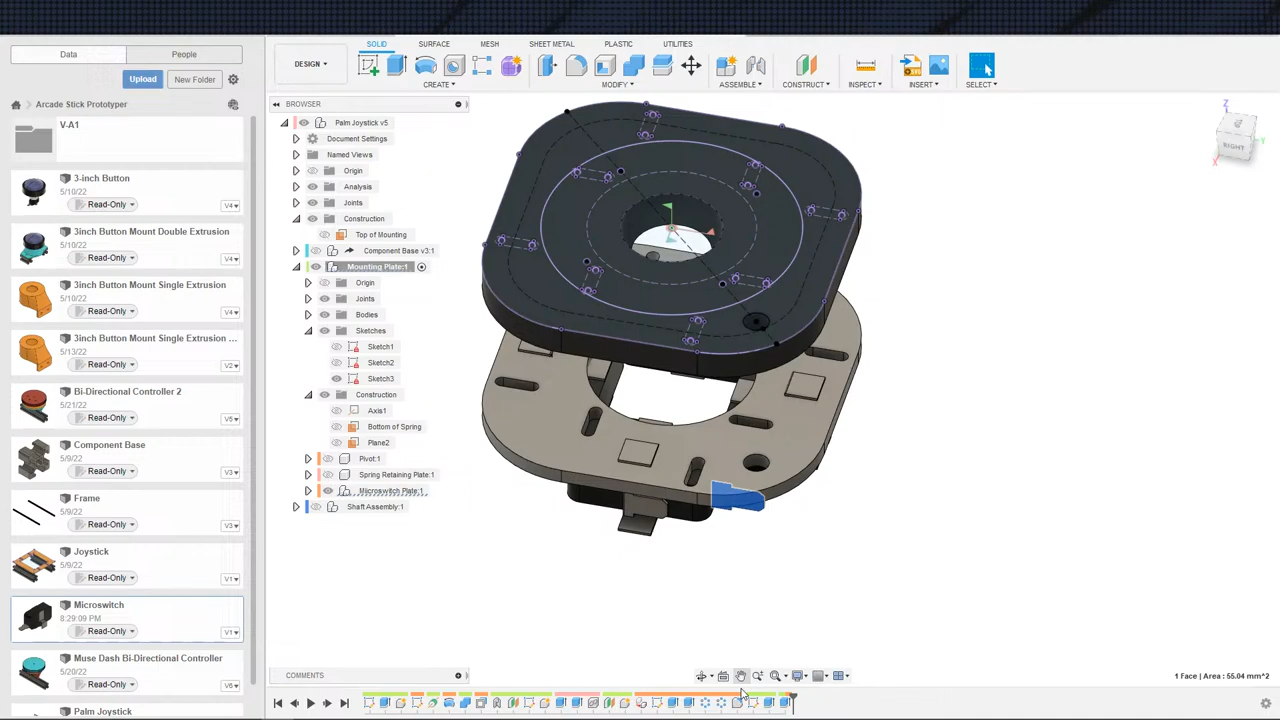 Data People
Upload New Folder
Arcade Stick Prototyper
V-A1
3-inch Button
5/10/22
Read-Only V4
3-inch Button Mount Double Extrusion
5/10/22
Read-Only V4
3inch Button Mount Single Extrusion
5/10/22
Read-Only V4
3inch Button Mount Single Extrusion ...
5/13/22
Read-Only V2
Bi-Directional Controller 2
5/21/22
Read-Only V5
Component Base
5/9/22
Read-Only V3
Frame
5/9/22
Read-Only V3
Joystick
5/9/22
Read-Only V1
Microswitch
8:29:09 PM
Read-Only V1
Muse Dash Bi-Directional Controller
5/20/22
Read-Only V4
Palm Joystick
DESIGN
SOLID SURFACE MESH SHEET METAL PLASTIC UTILITIES
CREATE MODIFY ASSEMBLE CONSTRUCT INSPECT INSERT SELECT
BROWSER
Palm Joystick v5
Document Settings
Named Views
Origin
Analysis
Joints
Construction
Top of Mounting
Component Base v3:1
Mounting Plate:1
Origin
Joints
Bodies
Sketches
Sketch1
Sketch2
Sketch3
Construction
Axis1
Bottom of Spring
Plane2
Pivot:1
Spring Retaining Plate:1
Microswitch Plate:1
Shaft Assembly:1
Z
RIGHT
Y
X
COMMENTS
1 Face | Area : 55.04 mm^2